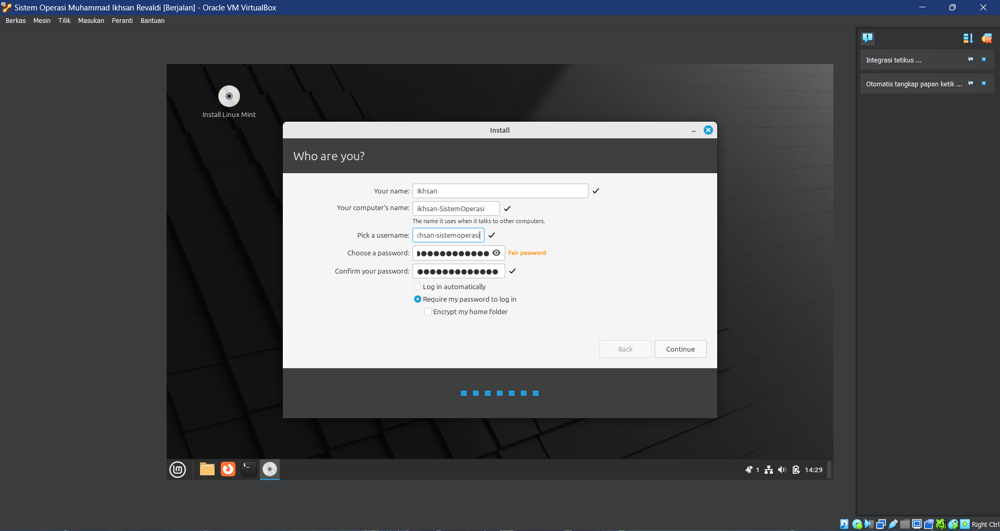 Sistem Operasi Muhammad Ikhsan Revaldi [Berjalan] - Oracle VM VirtualBox
Berkas Mesin Tilik Masukan Peranti Bantuan
Integrasi tetikus ...
Otomatis tangkap papan ketik ...
Install Linux Mint
Install
Who are you?
Your name: Ikhsan
Your computer's name: ikhsan-SistemOperasi
The name it uses when it talks to other computers.
Pick a username: khsan-sistemoperasi
Choose a password: Fair password
Confirm your password:
Log in automatically
Require my password to log in
Encrypt my home folder
Back Continue
$_
1 14:29
Right Ctrl